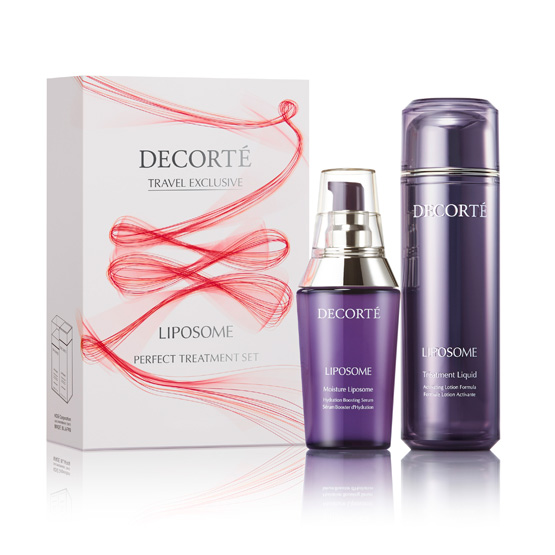 DECORTÉ
TRAVEL EXCLUSIVE
LIPOSOME
PERFECT TREATMENT SET
DECORTÉ
LIPOSOME
Moisture Liposome
Hydration Boosting Serum
Sérum Booster d'Hydration
DECORTÉ
LIPOSOME
Treatment Liquid
Activating Lotion Formula
Formule Lotion Activante